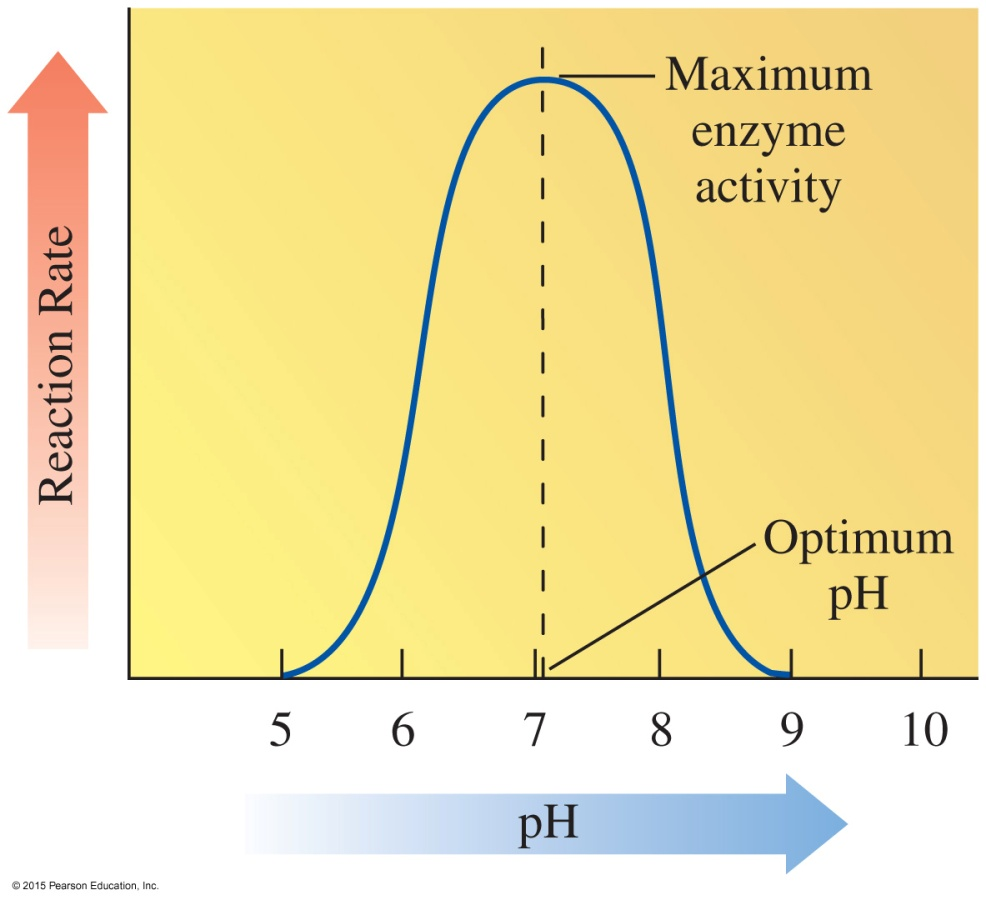 Maximum
enzyme
activity
Reaction Rate
Optimum
pH
5 6 7 8 9 10
pH
© 2015 Pearson Education, Inc.